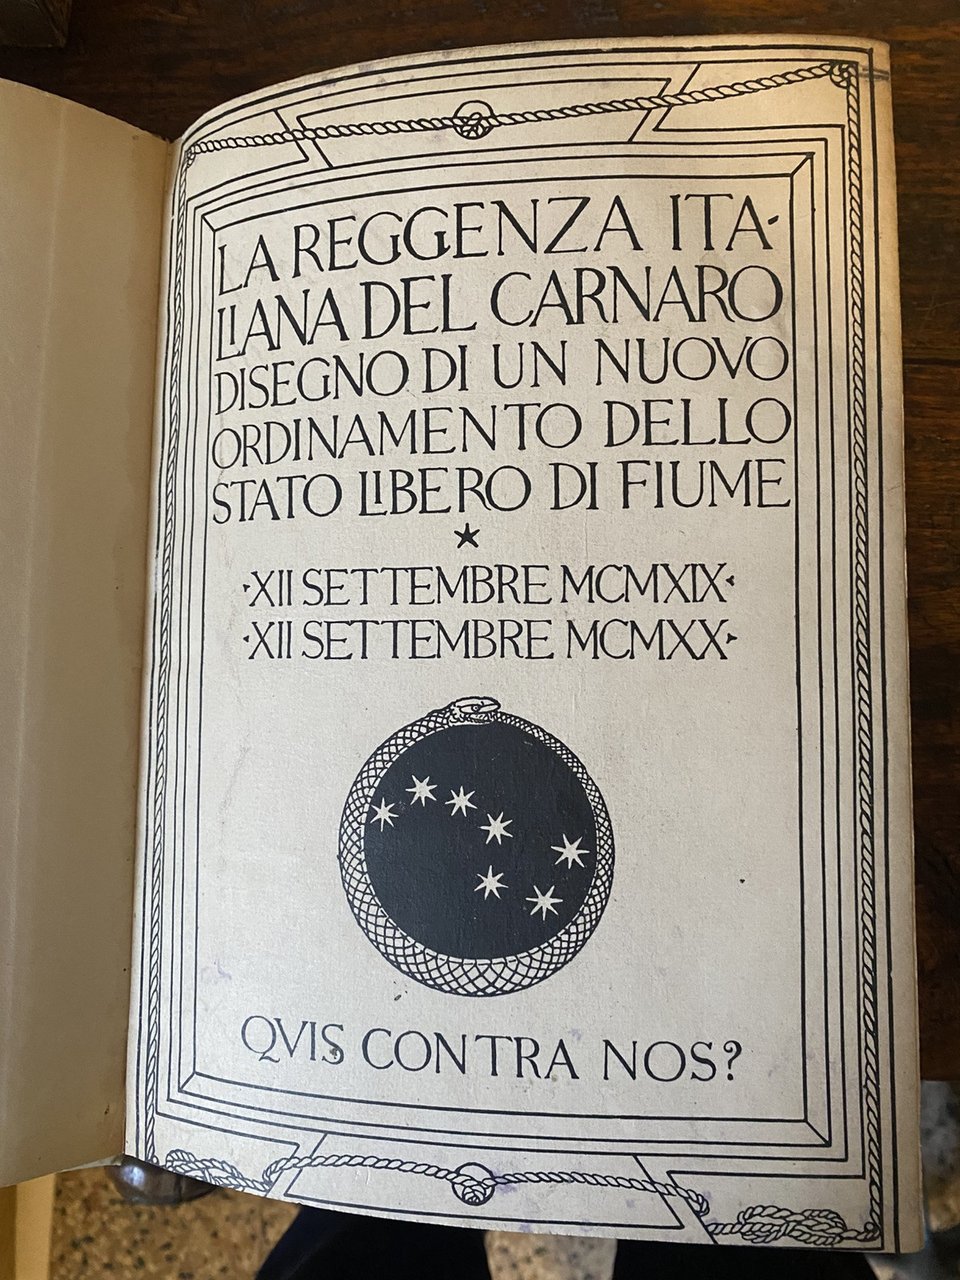 LA REGGENZA ITA-
LIANA DEL CARNARO
DISEGNO DI UN NUOVO
ORDINAMENTO DELLO
STATO LIBERO DI FIUME
★
·XII SETTEMBRE MCMXIX·
·XII SETTEMBRE MCMXX·
QVIS CONTRA NOS?